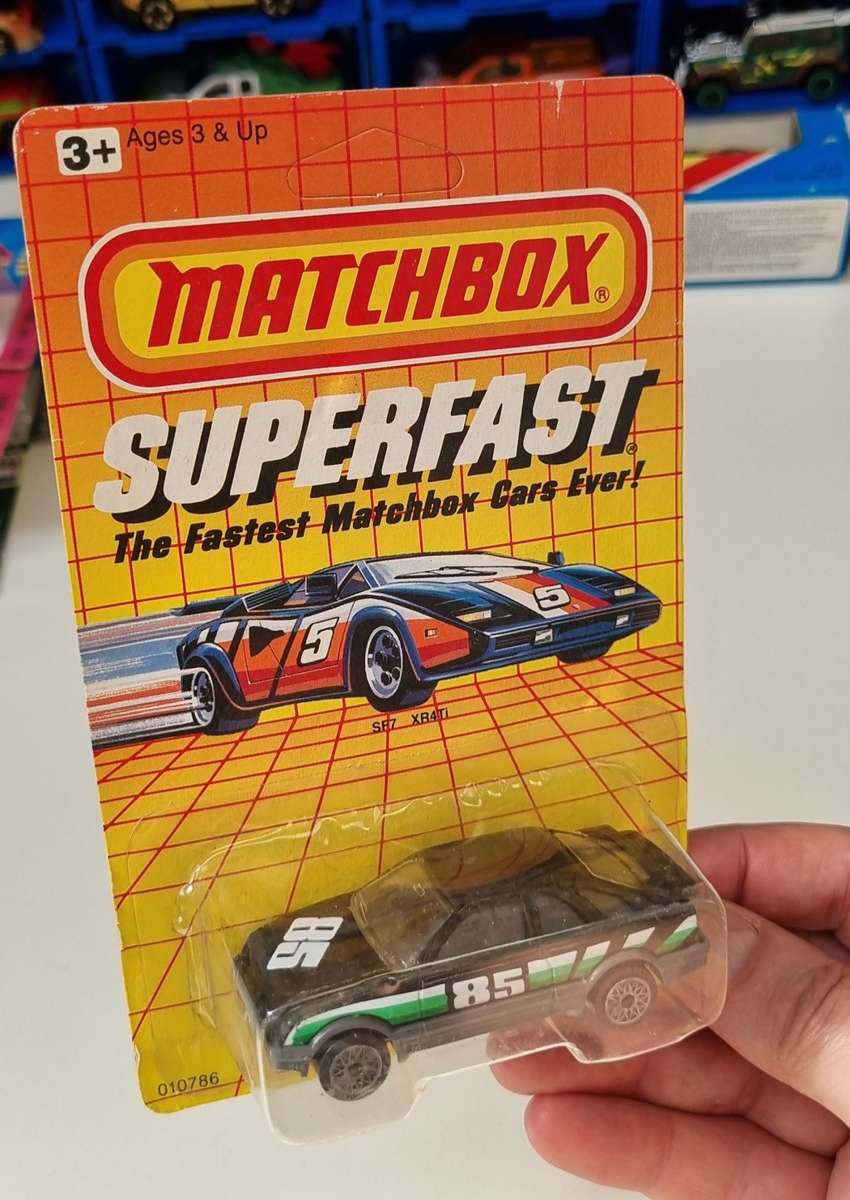 3+ Ages 3 & Up
MATCHBOX®
SUPERFAST®
The Fastest Matchbox Cars Ever!
5
5
SF7 XR4Ti
85
85
010786